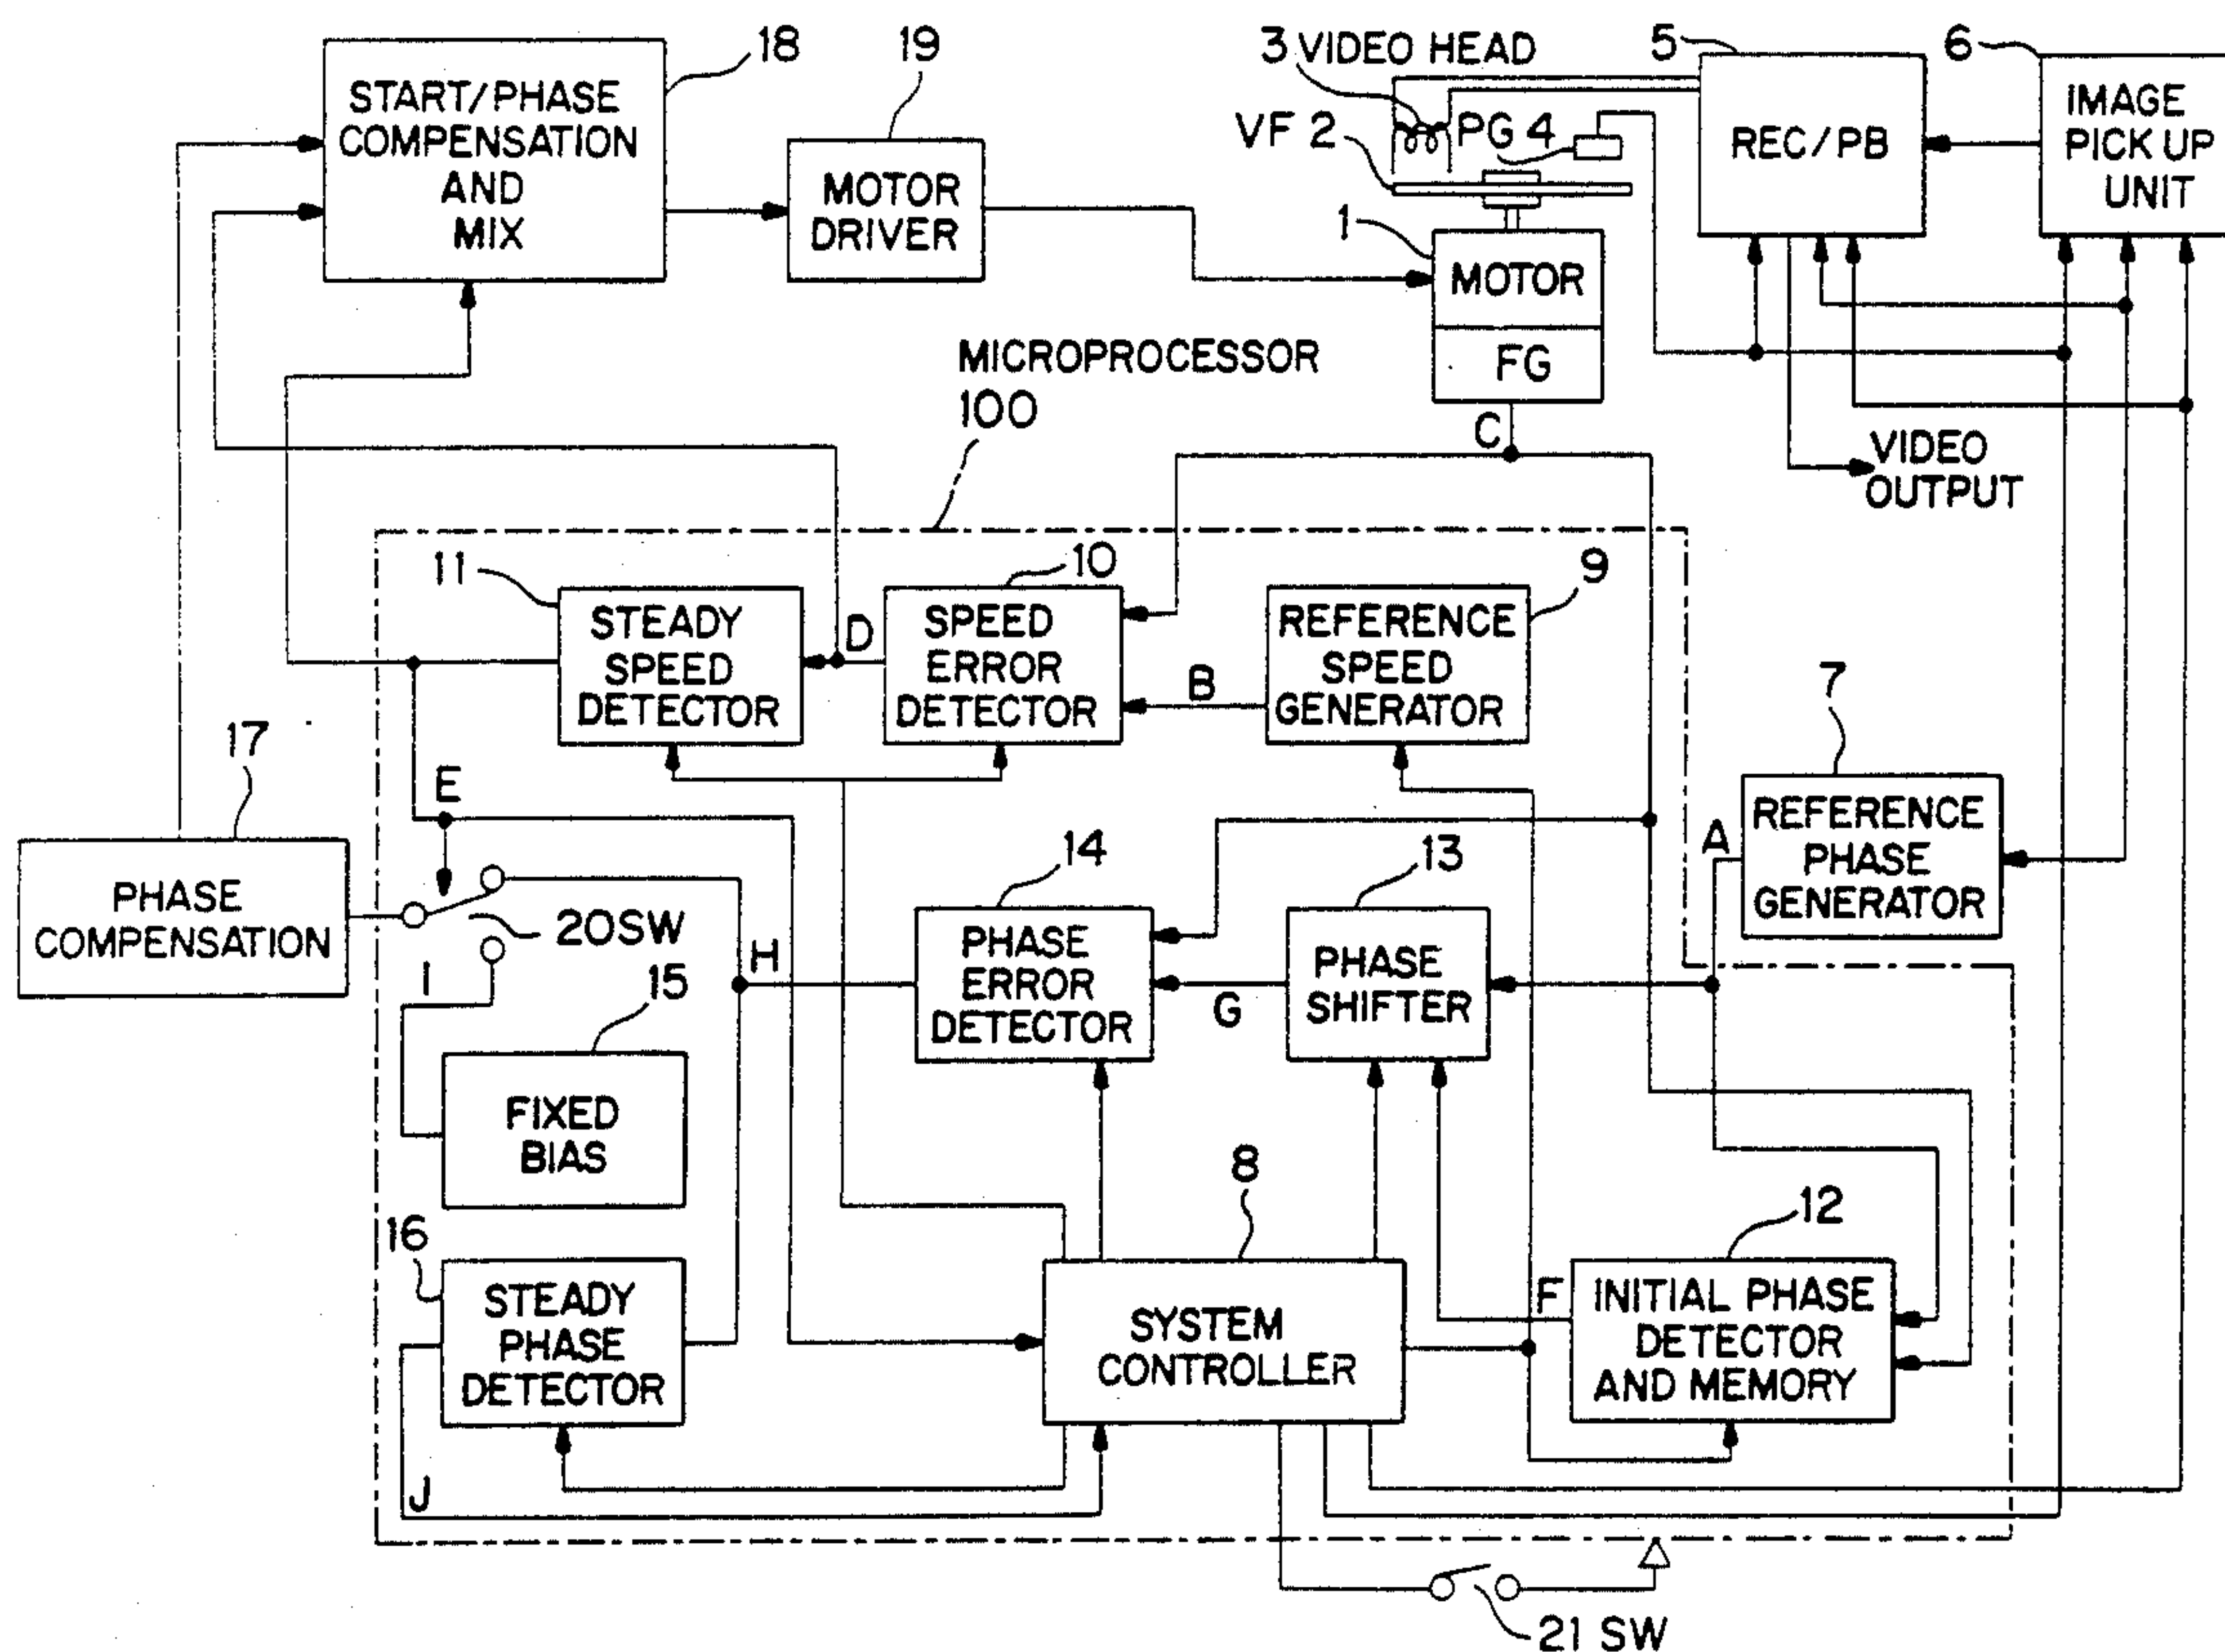 18
19
3 VIDEO HEAD
5
6
START/PHASE
COMPENSATION
AND
MIX
MOTOR
DRIVER
VF 2
PG 4
REC/PB
IMAGE
PICK UP
UNIT
1
MOTOR
FG
MICROPROCESSOR
100
C
VIDEO
OUTPUT
11
10
9
STEADY
SPEED
DETECTOR
D
SPEED
ERROR
DETECTOR
B
REFERENCE
SPEED
GENERATOR
7
17
E
A
REFERENCE
PHASE
GENERATOR
PHASE
COMPENSATION
20SW
14
13
I
15
H
PHASE
ERROR
DETECTOR
G
PHASE
SHIFTER
FIXED
BIAS
8
12
16
STEADY
PHASE
DETECTOR
SYSTEM
CONTROLLER
F
INITIAL PHASE
DETECTOR
AND MEMORY
J
21 SW